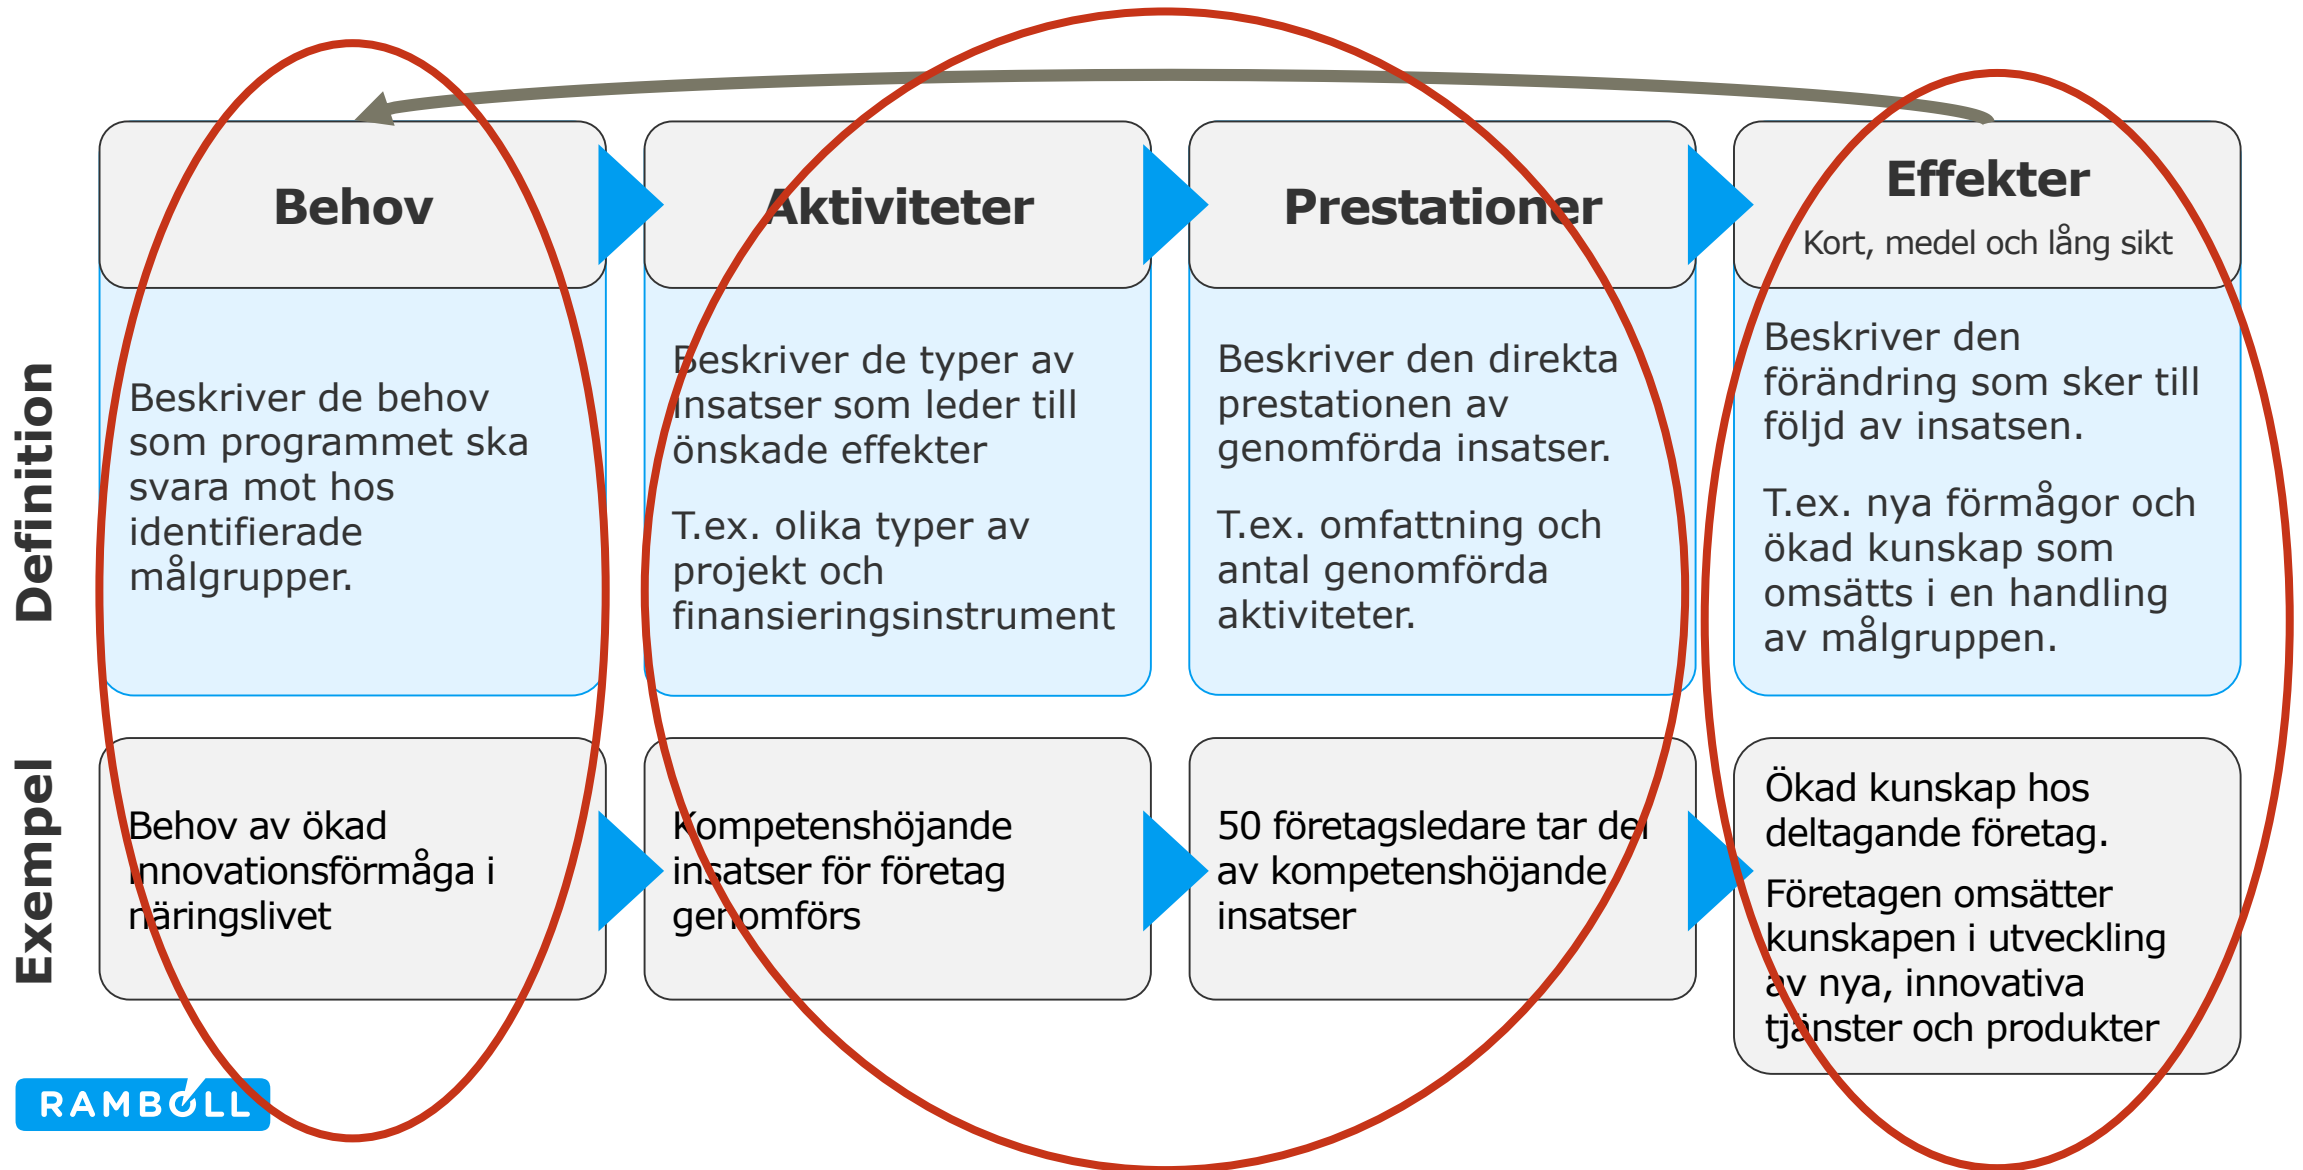 Behov
Aktiviteter
Prestationer
Effekter
Kort, medel och lång sikt
Definition
Beskriver de behov
som programmet ska
svara mot hos
identifierade
målgrupper.
Beskriver de typer av
insatser som leder till
önskade effekter
T.ex. olika typer av
projekt och
finansieringsinstrument
Beskriver den direkta
prestationen av
genomförda insatser.
T.ex. omfattning och
antal genomförda
aktiviteter.
Beskriver den
förändring som sker till
följd av insatsen.
T.ex. nya förmågor och
ökad kunskap som
omsätts i en handling
av målgruppen.
Exempel
Behov av ökad
innovationsförmåga i
näringslivet
Kompetenshöjande
insatser för företag
genomförs
50 företagsledare tar del
av kompetenshöjande
insatser
Ökad kunskap hos
deltagande företag.
Företagen omsätter
kunskapen i utveckling
av nya, innovativa
tjänster och produkter
RAMBOLL